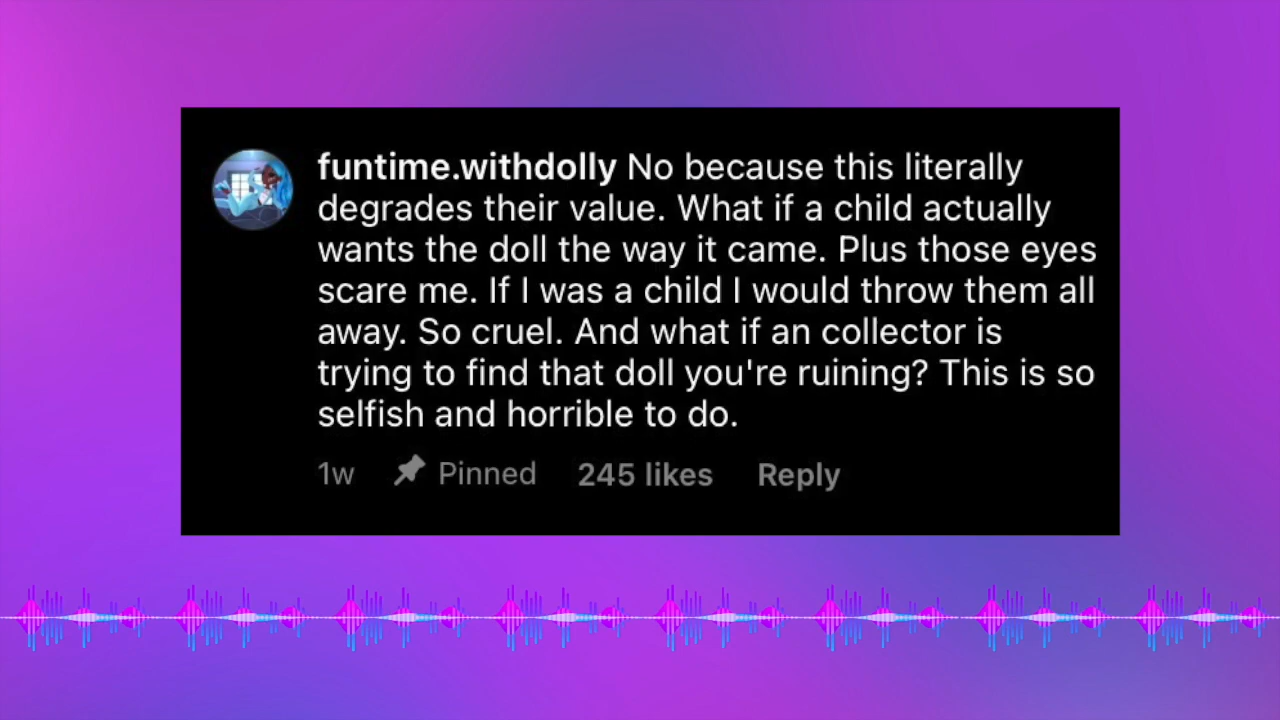 funtime.withdolly No because this literally
degrades their value. What if a child actually
wants the doll the way it came. Plus those eyes
scare me. If I was a child I would throw them all
away. So cruel. And what if an collector is
trying to find that doll you're ruining? This is so
selfish and horrible to do.
1w Pinned 245 likes Reply